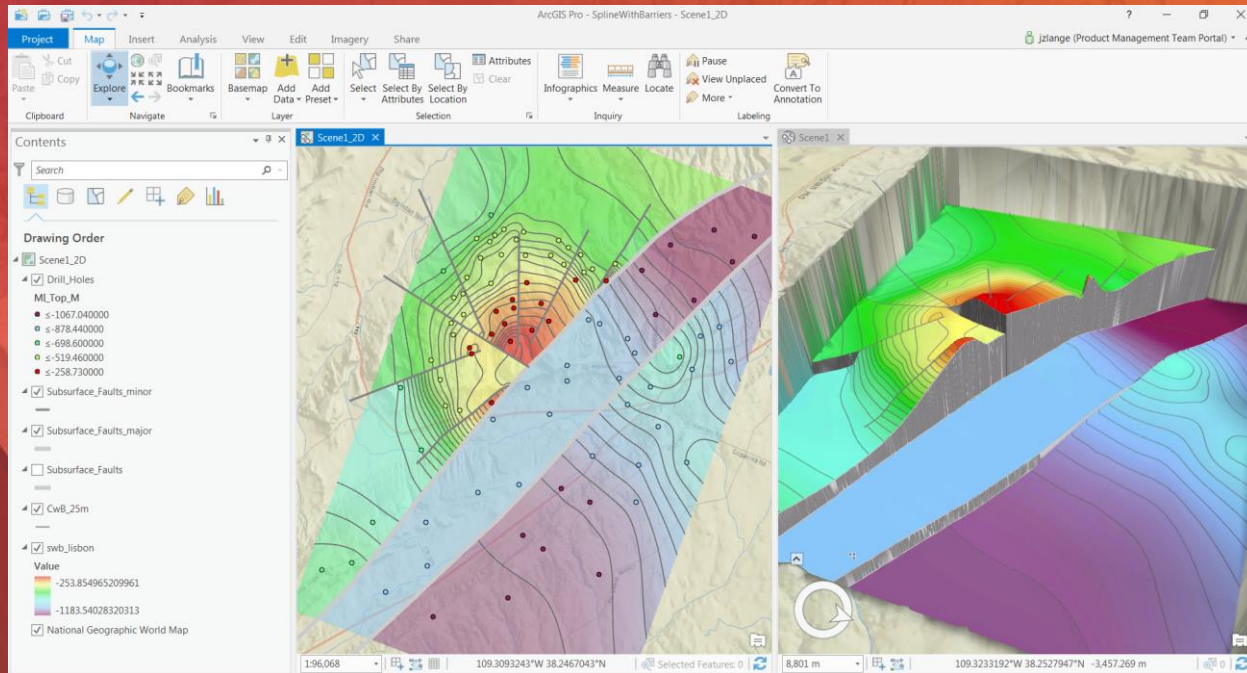 ArcGIS Pro - SplineWithBarriers - Scene1_2D
?
Project Map Insert Analysis View Edit Imagery Share
jzlange (Product Management Team Portal)
Paste
Cut
Copy
Clipboard
Explore
Bookmarks
Navigate
Basemap
Add Data
Add Preset
Layer
Select
Select By Attributes
Select By Location
Attributes
Clear
Selection
Infographics
Measure
Locate
Inquiry
Pause
View Unplaced
More
Convert To Annotation
Labeling
Contents
Search
Drawing Order
Scene1_2D
Drill_Holes
MI_Top_M
≤-1067.040000
≤-878.440000
≤-698.600000
≤-519.460000
≤-258.730000
Subsurface_Faults_minor
Subsurface_Faults_major
Subsurface_Faults
CwB_25m
swb_lisbon
Value
-253.854965209961
-1183.54028320313
National Geographic World Map
Scene1_2D
1:96,068
109.3093243°W 38.2467043°N
Selected Features: 0
Scene1
8,801 m
109.3233192°W 38.2527947°N -3,457.269 m
0